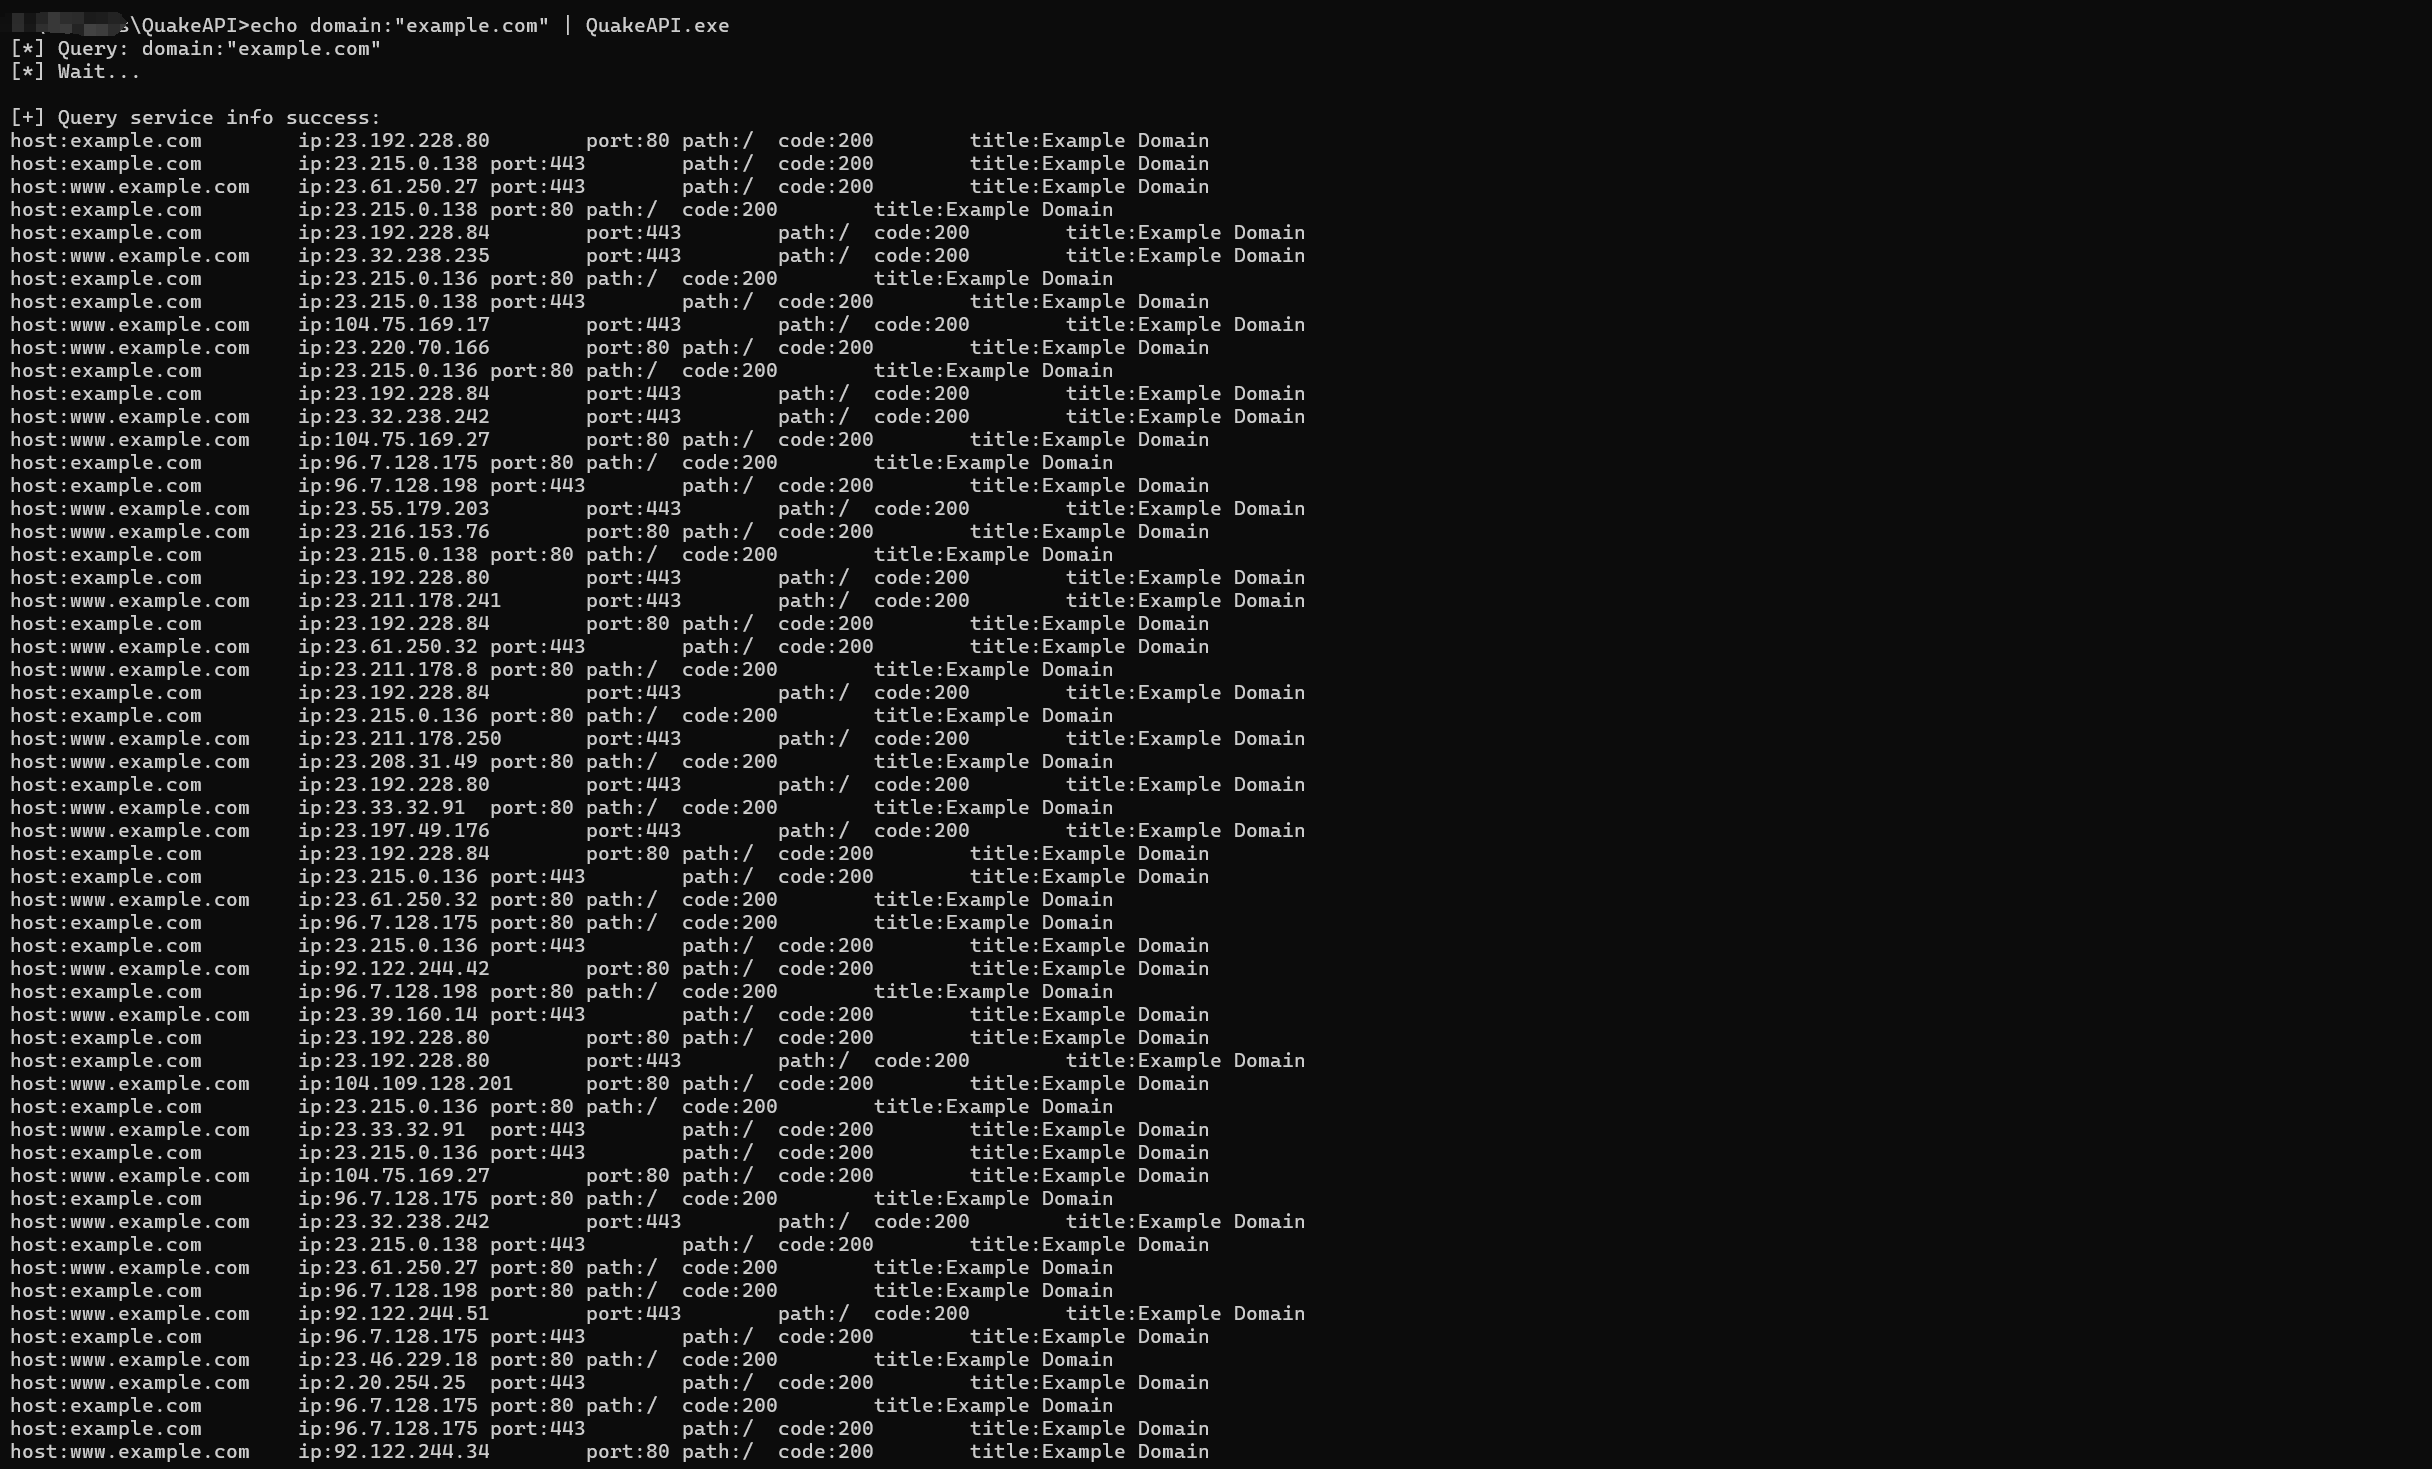 s\QuakeAPI>echo domain:"example.com" | QuakeAPI.exe
[*] Query: domain:"example.com"
[*] Wait...
[+] Query service info success:
host:example.com ip:23.192.228.80 port:80 path:/ code:200 title:Example Domain
host:example.com ip:23.215.0.138 port:443 path:/ code:200 title:Example Domain
host:www.example.com ip:23.61.250.27 port:443 path:/ code:200 title:Example Domain
host:example.com ip:23.215.0.138 port:80 path:/ code:200 title:Example Domain
host:example.com ip:23.192.228.84 port:443 path:/ code:200 title:Example Domain
host:www.example.com ip:23.32.238.235 port:443 path:/ code:200 title:Example Domain
host:example.com ip:23.215.0.136 port:80 path:/ code:200 title:Example Domain
host:example.com ip:23.215.0.138 port:443 path:/ code:200 title:Example Domain
host:www.example.com ip:104.75.169.17 port:443 path:/ code:200 title:Example Domain
host:www.example.com ip:23.220.70.166 port:80 path:/ code:200 title:Example Domain
host:example.com ip:23.215.0.136 port:80 path:/ code:200 title:Example Domain
host:example.com ip:23.192.228.84 port:443 path:/ code:200 title:Example Domain
host:www.example.com ip:23.32.238.242 port:443 path:/ code:200 title:Example Domain
host:www.example.com ip:104.75.169.27 port:80 path:/ code:200 title:Example Domain
host:example.com ip:96.7.128.175 port:80 path:/ code:200 title:Example Domain
host:example.com ip:96.7.128.198 port:443 path:/ code:200 title:Example Domain
host:www.example.com ip:23.55.179.203 port:443 path:/ code:200 title:Example Domain
host:www.example.com ip:23.216.153.76 port:80 path:/ code:200 title:Example Domain
host:example.com ip:23.215.0.138 port:80 path:/ code:200 title:Example Domain
host:example.com ip:23.192.228.80 port:443 path:/ code:200 title:Example Domain
host:www.example.com ip:23.211.178.241 port:443 path:/ code:200 title:Example Domain
host:example.com ip:23.192.228.84 port:80 path:/ code:200 title:Example Domain
host:www.example.com ip:23.61.250.32 port:443 path:/ code:200 title:Example Domain
host:www.example.com ip:23.211.178.8 port:80 path:/ code:200 title:Example Domain
host:example.com ip:23.192.228.84 port:443 path:/ code:200 title:Example Domain
host:example.com ip:23.215.0.136 port:80 path:/ code:200 title:Example Domain
host:www.example.com ip:23.211.178.250 port:443 path:/ code:200 title:Example Domain
host:www.example.com ip:23.208.31.49 port:80 path:/ code:200 title:Example Domain
host:example.com ip:23.192.228.80 port:443 path:/ code:200 title:Example Domain
host:www.example.com ip:23.33.32.91 port:80 path:/ code:200 title:Example Domain
host:www.example.com ip:23.197.49.176 port:443 path:/ code:200 title:Example Domain
host:example.com ip:23.192.228.84 port:80 path:/ code:200 title:Example Domain
host:example.com ip:23.215.0.136 port:443 path:/ code:200 title:Example Domain
host:www.example.com ip:23.61.250.32 port:80 path:/ code:200 title:Example Domain
host:example.com ip:96.7.128.175 port:80 path:/ code:200 title:Example Domain
host:example.com ip:23.215.0.136 port:443 path:/ code:200 title:Example Domain
host:www.example.com ip:92.122.244.42 port:80 path:/ code:200 title:Example Domain
host:example.com ip:96.7.128.198 port:80 path:/ code:200 title:Example Domain
host:www.example.com ip:23.39.160.14 port:443 path:/ code:200 title:Example Domain
host:example.com ip:23.192.228.80 port:80 path:/ code:200 title:Example Domain
host:example.com ip:23.192.228.80 port:443 path:/ code:200 title:Example Domain
host:www.example.com ip:104.109.128.201 port:80 path:/ code:200 title:Example Domain
host:example.com ip:23.215.0.136 port:80 path:/ code:200 title:Example Domain
host:www.example.com ip:23.33.32.91 port:443 path:/ code:200 title:Example Domain
host:example.com ip:23.215.0.136 port:443 path:/ code:200 title:Example Domain
host:www.example.com ip:104.75.169.27 port:80 path:/ code:200 title:Example Domain
host:example.com ip:96.7.128.175 port:80 path:/ code:200 title:Example Domain
host:www.example.com ip:23.32.238.242 port:443 path:/ code:200 title:Example Domain
host:example.com ip:23.215.0.138 port:443 path:/ code:200 title:Example Domain
host:www.example.com ip:23.61.250.27 port:80 path:/ code:200 title:Example Domain
host:example.com ip:96.7.128.198 port:80 path:/ code:200 title:Example Domain
host:www.example.com ip:92.122.244.51 port:443 path:/ code:200 title:Example Domain
host:example.com ip:96.7.128.175 port:443 path:/ code:200 title:Example Domain
host:www.example.com ip:23.46.229.18 port:80 path:/ code:200 title:Example Domain
host:www.example.com ip:2.20.254.25 port:443 path:/ code:200 title:Example Domain
host:example.com ip:96.7.128.175 port:80 path:/ code:200 title:Example Domain
host:example.com ip:96.7.128.175 port:443 path:/ code:200 title:Example Domain
host:www.example.com ip:92.122.244.34 port:80 path:/ code:200 title:Example Domain